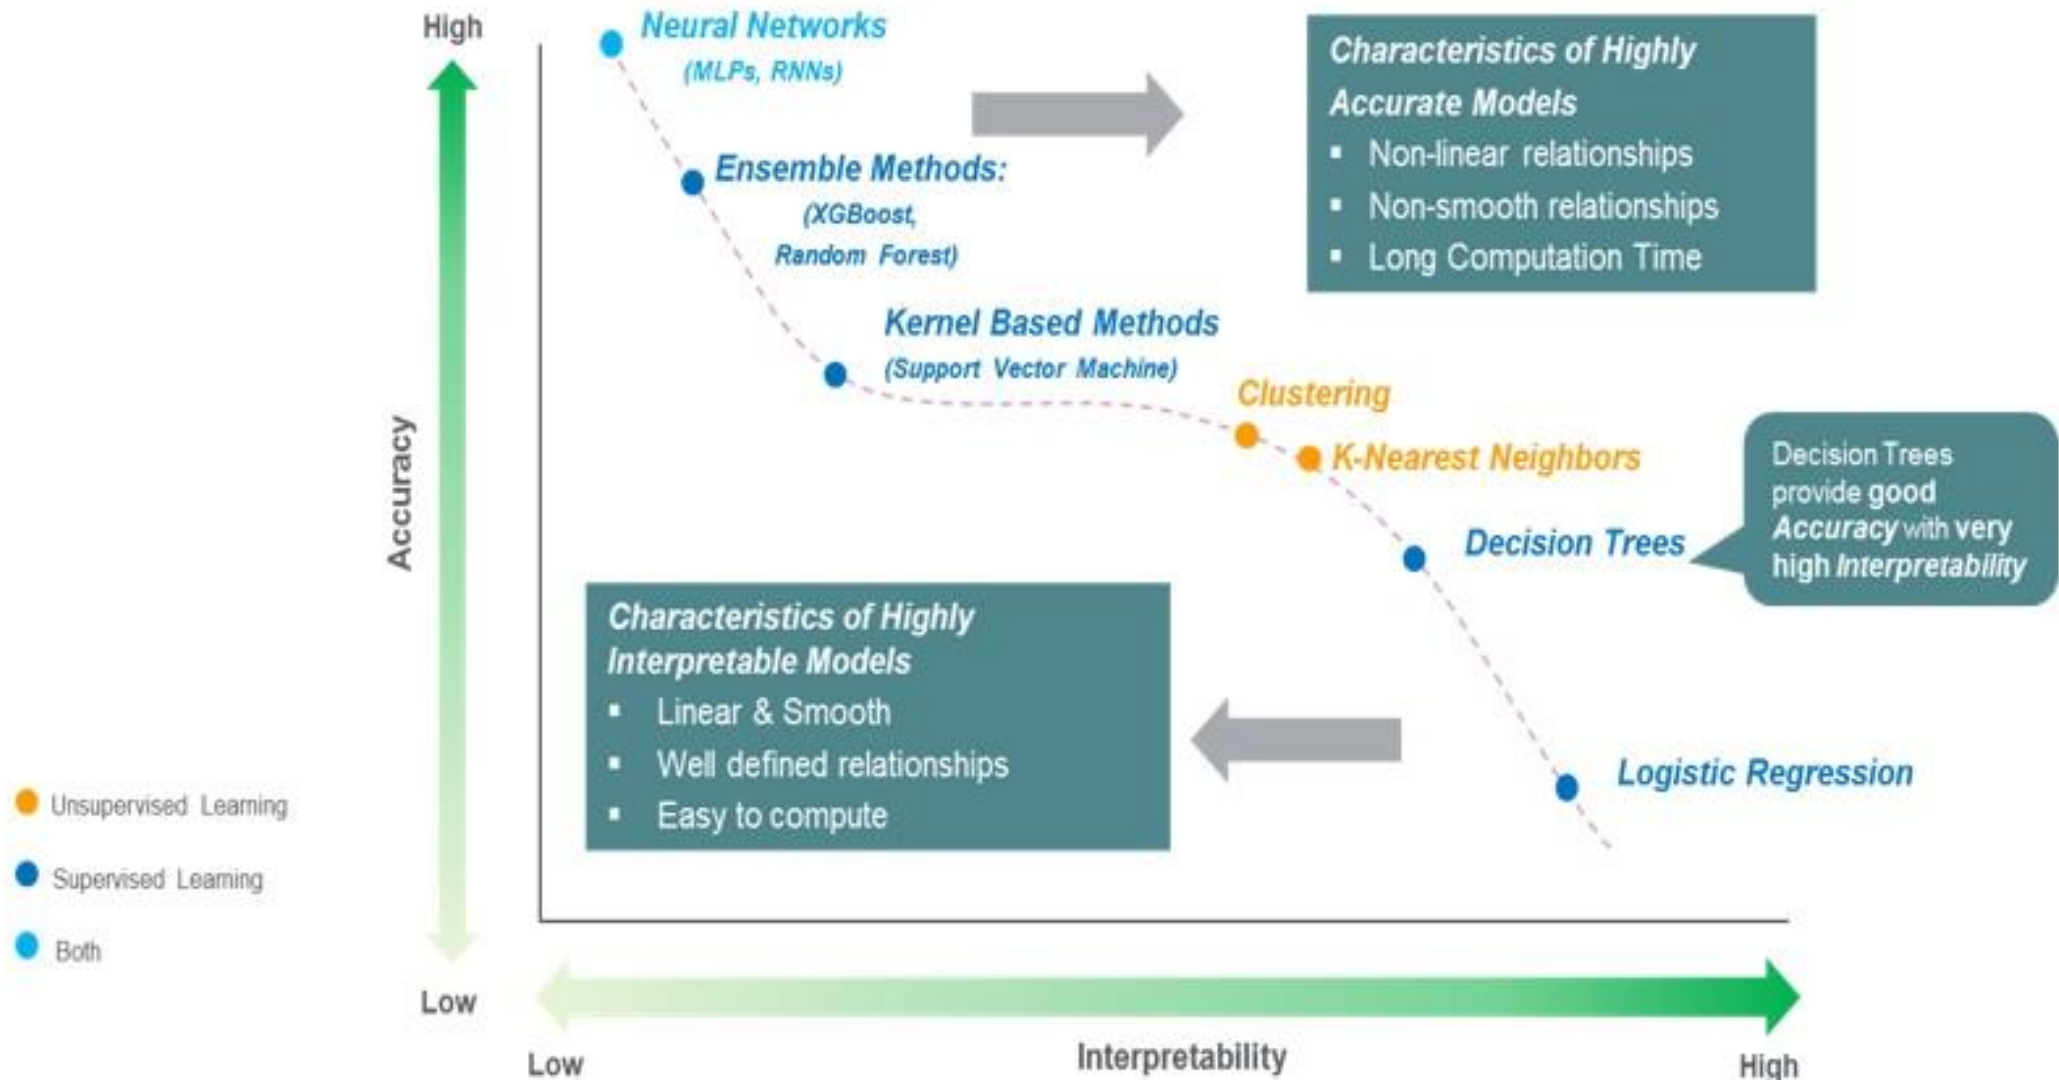 High
Neural Networks
(MLPs, RNNs)
Ensemble Methods:
(XGBoost,
Random Forest)
Kernel Based Methods
(Support Vector Machine)
Clustering
K-Nearest Neighbors
Decision Trees
Logistic Regression
Characteristics of Highly
Accurate Models
▪ Non-linear relationships
▪ Non-smooth relationships
▪ Long Computation Time
Decision Trees
provide good
Accuracy with very
high Interpretability
Accuracy
Characteristics of Highly
Interpretable Models
▪ Linear & Smooth
▪ Well defined relationships
▪ Easy to compute
Unsupervised Learning
Supervised Learning
Both
Low
Low
Interpretability
High